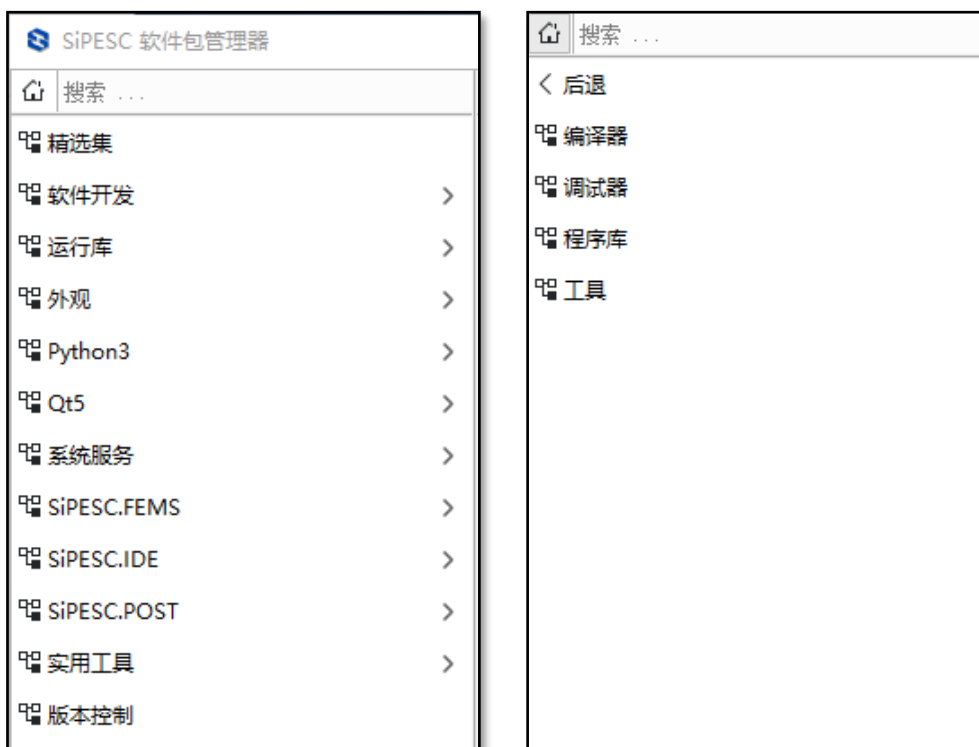 SiPESC 软件包管理器
搜索 ...
精选集
软件开发
运行库
外观
Python3
Qt5
系统服务
SiPESC.FEMS
SiPESC.IDE
SiPESC.POST
实用工具
版本控制
搜索 ...
后退
编译器
调试器
程序库
工具